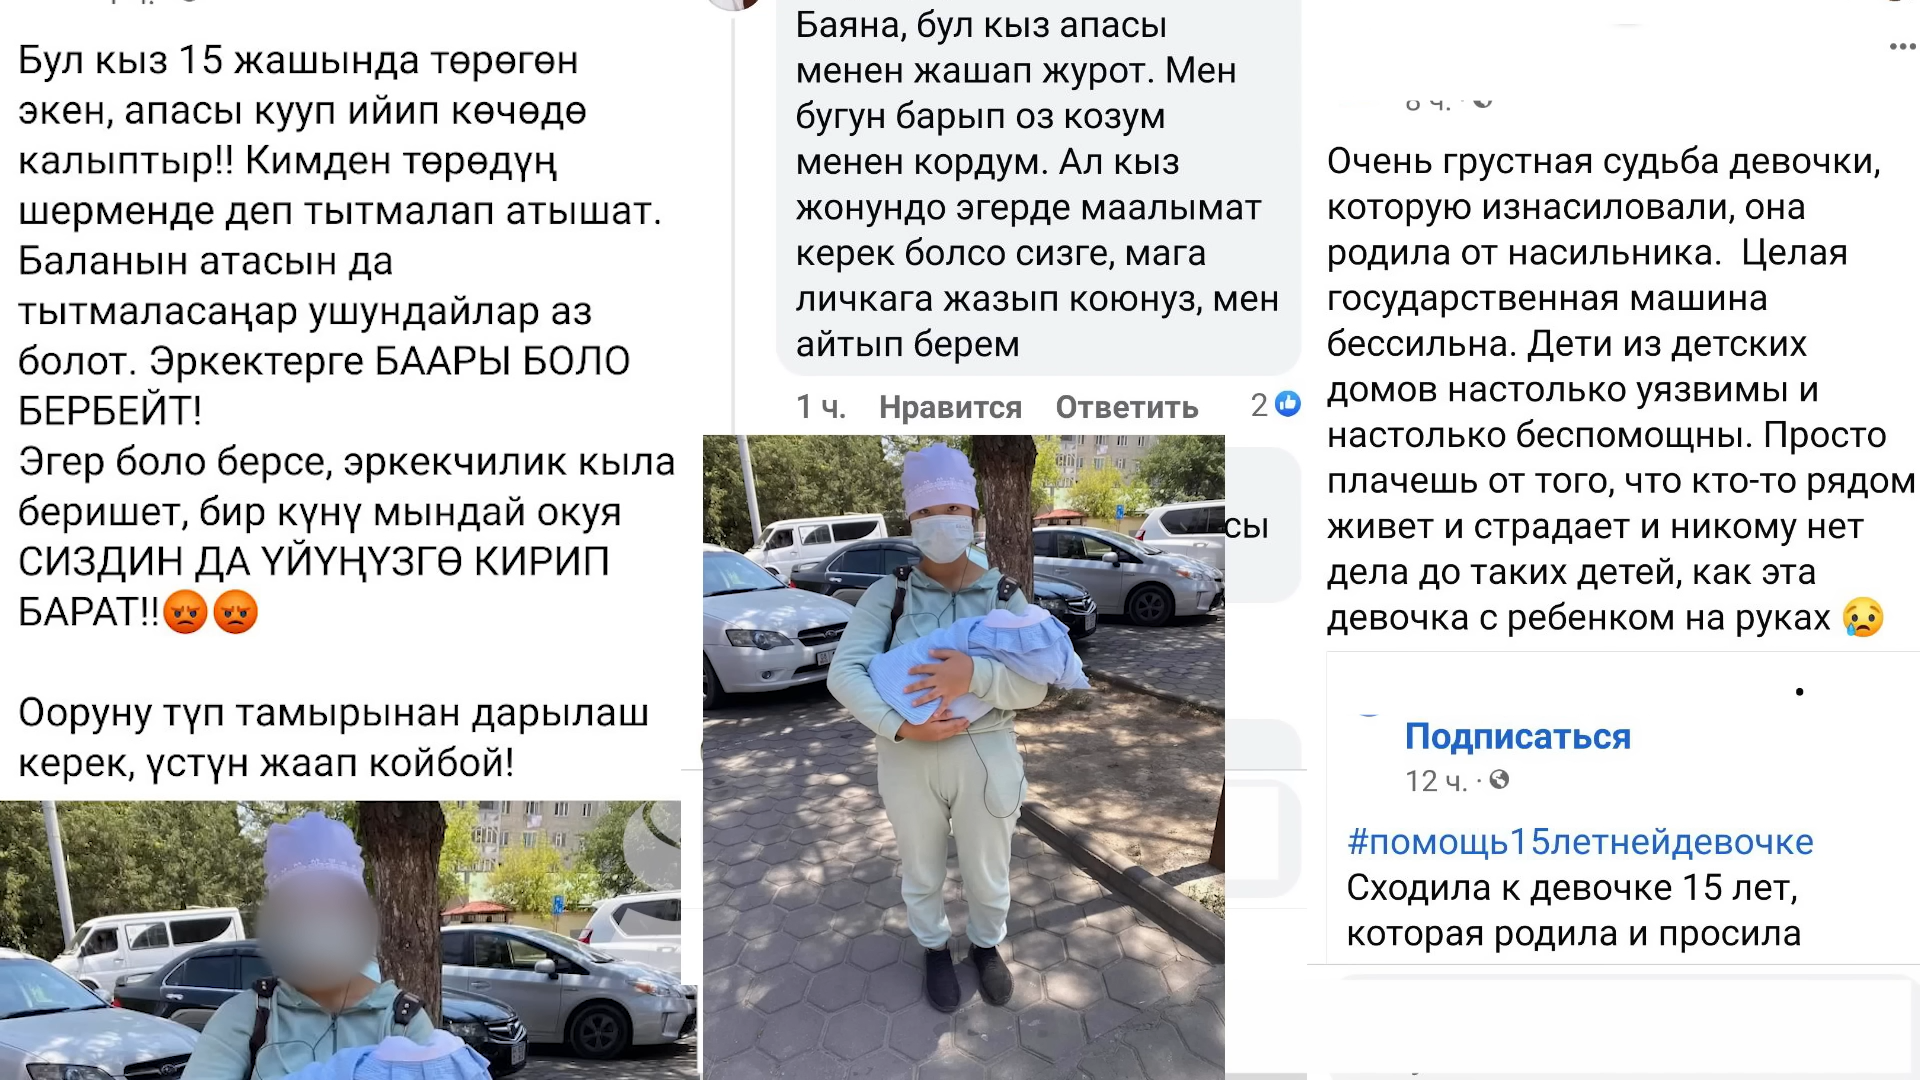 Бул кыз 15 жашында төрөгөн
экен, апасы кууп ийип көчөдө
калыптыр!! Кимден төрөдүң
шерменде деп тытмалап атышат.
Баланын атасын да
тытмаласаңар ушундайлар аз
болот. Эркектерге БААРЫ БОЛО
БЕРБЕЙТ!
Эгер боло берсе, эркекчилик кыла
беришет, бир күнү мындай окуя
СИЗДИН ДА ҮЙҮҢҮЗГӨ КИРИП
БАРАТ!!😡😡
Ооруну түп тамырынан дарылаш
керек, үстүн жаап койбой!
Баяна, бул кыз апасы
менен жашап журот. Мен
бугун барып оз козум
менен кордум. Ал кыз
жонундо эгерде маалымат
керек болсо сизге, мага
личкага жазып коюнуз, мен
айтып берем
1 ч. Нравится Ответить 2
сы
8 ч.
Очень грустная судьба девочки,
которую изнасиловали, она
родила от насильника. Целая
государственная машина
бессильна. Дети из детских
домов настолько уязвимы и
настолько беспомощны. Просто
плачешь от того, что кто-то рядом
живет и страдает и никому нет
дела до таких детей, как эта
девочка с ребенком на руках 😢
Подписаться
12 ч. ·
#помощь15летнейдевочке
Сходила к девочке 15 лет,
которая родила и просила